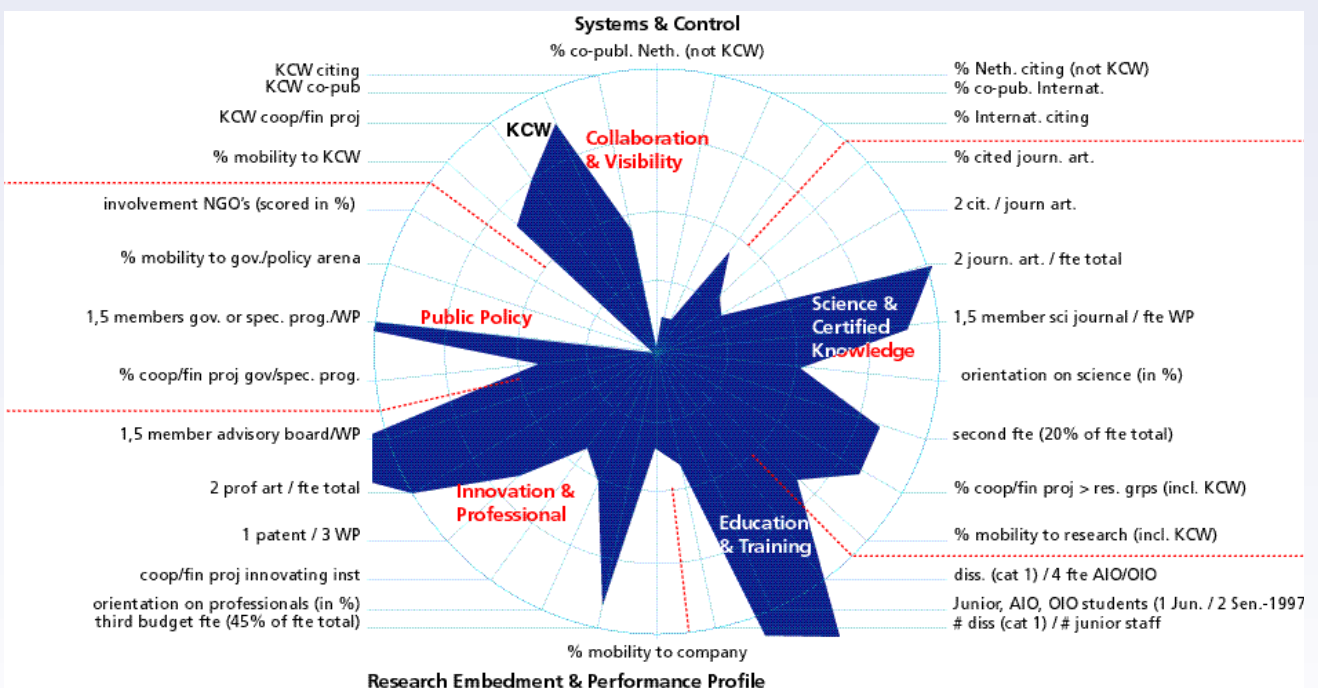 Systems & Control
% co-publ. Neth. (not KCW)
KCW citing
KCW co-pub
KCW coop/fin proj
% mobility to KCW
involvement NGO's (scored in %)
% mobility to gov./policy arena
1,5 members gov. or spec. prog./WP
% coop/fin proj gov/spec. prog.
1,5 member advisory board/WP
2 prof art / fte total
1 patent / 3 WP
coop/fin proj innovating inst
orientation on professionals (in %)
third budget fte (45% of fte total)
KCW
Collaboration
& Visibility
Public Policy
Science &
Certified
Knowledge
Innovation &
Professional
Education
& Training
% Neth. citing (not KCW)
% co-pub. Internat.
% Internat. citing
% cited journ. art.
2 cit. / journ art.
2 journ. art. / fte total
1,5 member sci journal / fte WP
orientation on science (in %)
second fte (20% of fte total)
% coop/fin proj > res. grps (incl. KCW)
% mobility to research (incl. KCW)
diss. (cat 1) / 4 fte AIO/OIO
Junior, AIO, OIO students (1 Jun. / 2 Sen.-1997
# diss (cat 1) / # junior staff
% mobility to company
Research Embedment & Performance Profile